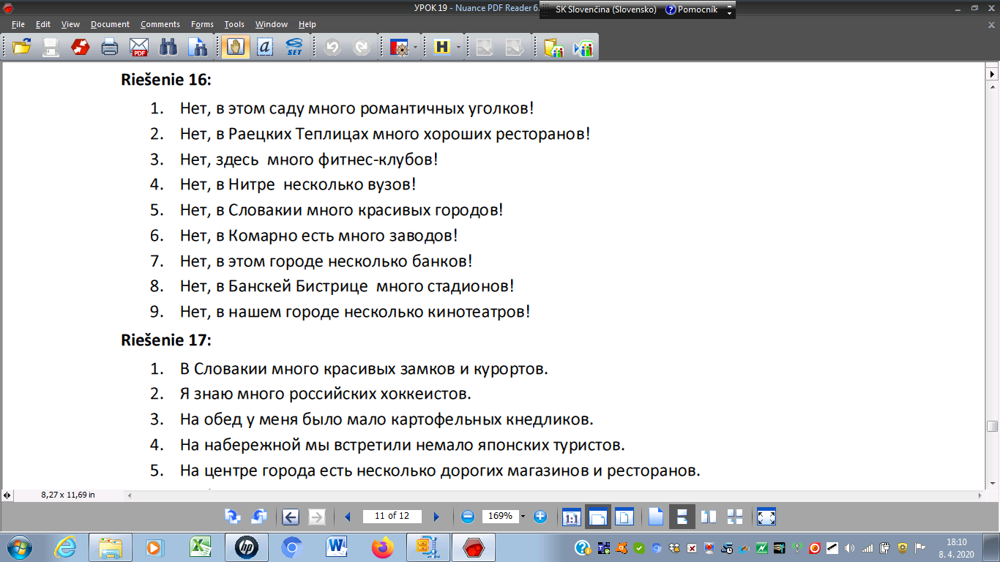 УРОК 19 - Nuance PDF Reader 6.
SK Slovenčina (Slovensko) Pomocník
File Edit View Document Comments Forms Tools Window Help
Riešenie 16:
1. Нет, в этом саду много романтичных уголков!
2. Нет, в Раецких Теплицах много хороших ресторанов!
3. Нет, здесь много фитнес-клубов!
4. Нет, в Нитре несколько вузов!
5. Нет, в Словакии много красивых городов!
6. Нет, в Комарно есть много заводов!
7. Нет, в этом городе несколько банков!
8. Нет, в Банскей Бистрице много стадионов!
9. Нет, в нашем городе несколько кинотеатров!
Riešenie 17:
1. В Словакии много красивых замков и курортов.
2. Я знаю много российских хоккеистов.
3. На обед у меня было мало картофельных кнедликов.
4. На набережной мы встретили немало японских туристов.
5. На центре города есть несколько дорогих магазинов и ресторанов.
8,27 x 11,69 in
11 of 12 169% 1:1
18:10
8. 4. 2020